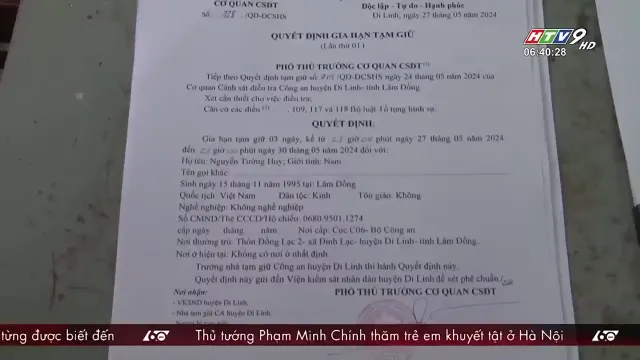 CƠ QUAN CSĐT
Độc lập - Tự do - Hạnh phúc
Số /QĐ-ĐCSHS
Di Linh, ngày 27 tháng 05 năm 2024
HTV9 HD
06:40:28
QUYẾT ĐỊNH GIA HẠN TẠM GIỮ
(Lần thứ 01)
PHÓ THỦ TRƯỞNG CƠ QUAN CSĐT
Tiếp theo Quyết định tạm giữ số: /QĐ-ĐCSHS ngày 24 tháng 05 năm 2024 của
Cơ quan Cảnh sát điều tra Công an huyện Di Linh- tỉnh Lâm Đồng
Xét cần thiết cho việc điều tra;
Căn cứ các điều , 109, 117 và 118 Bộ luật Tố tụng hình sự.
QUYẾT ĐỊNH:
Gia hạn tạm giữ 03 ngày, kể từ giờ phút ngày 27 tháng 05 năm 2024
đến giờ phút ngày 30 tháng 05 năm 2024 đối với:
Họ tên: Nguyễn Tường Huy; Giới tính: Nam
Tên gọi khác:
Sinh ngày 15 tháng 11 năm 1995 tại: Lâm Đồng
Quốc tịch Việt Nam Dân tộc: Kinh Tôn giáo: Không
Nghề nghiệp: Không nghề nghiệp
Số CMND/Thẻ CCCD/Hộ chiếu: 0680.9501.1274
cấp ngày tháng năm Nơi cấp: Cục C06- Bộ Công an
Nơi thường trú: Thôn Đồng Lạc 2- xã Đinh Lạc- huyện Di Linh- tỉnh Lâm Đồng.
Nơi ở hiện tại: Không có nơi ở nhất định
Trưởng nhà tạm giữ Công an huyện Di Linh thi hành Quyết định này.
Quyết định này gửi đến Viện kiểm sát nhân dân huyện Di Linh để xét phê chuẩn/.
Nơi nhận:
PHÓ THỦ TRƯỞNG CƠ QUAN CSĐT
- VKSND huyện Di Linh
- Nhà tạm giữ CA huyện Di Linh
từng được biết đến
60
Thủ tướng Phạm Minh Chính thăm trẻ em khuyết tật ở Hà Nội
60